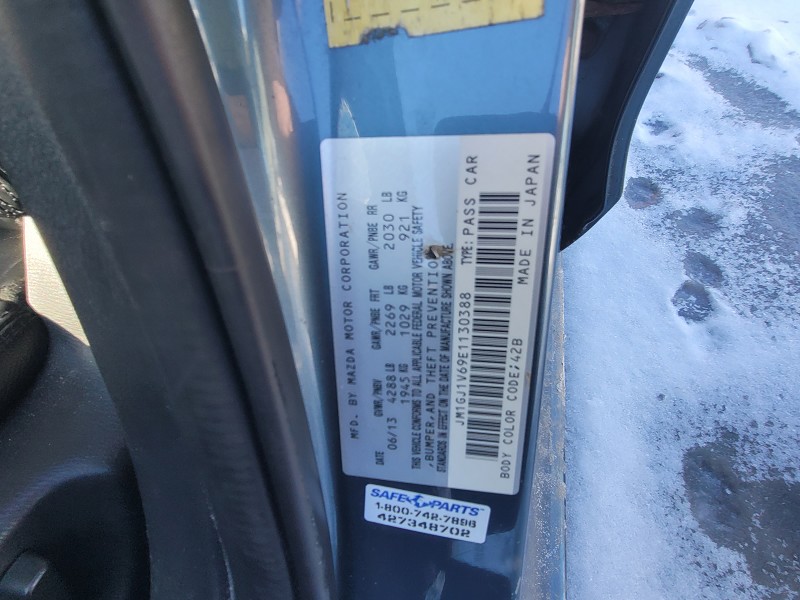 MFD. BY MAZDA MOTOR CORPORATION
DATE GVWR/PNBV GAWR/PNBE FRT GAWR/PNBE RR
06/13 4288 LB 2269 LB 2030 LB
1945 KG 1029 KG 921 KG
THIS VEHICLE CONFORMS TO ALL APPLICABLE FEDERAL MOTOR VEHICLE SAFETY
,BUMPER,AND THEFT PREVENTION
STANDARDS IN EFFECT ON THE DATE OF MANUFACTURE SHOWN ABOVE.
JM1GJ1V69E1130388 TYPE: PASS CAR
BODY COLOR CODE;42B MADE IN JAPAN
SAFE PARTS™
1-800-742-7896
427348702